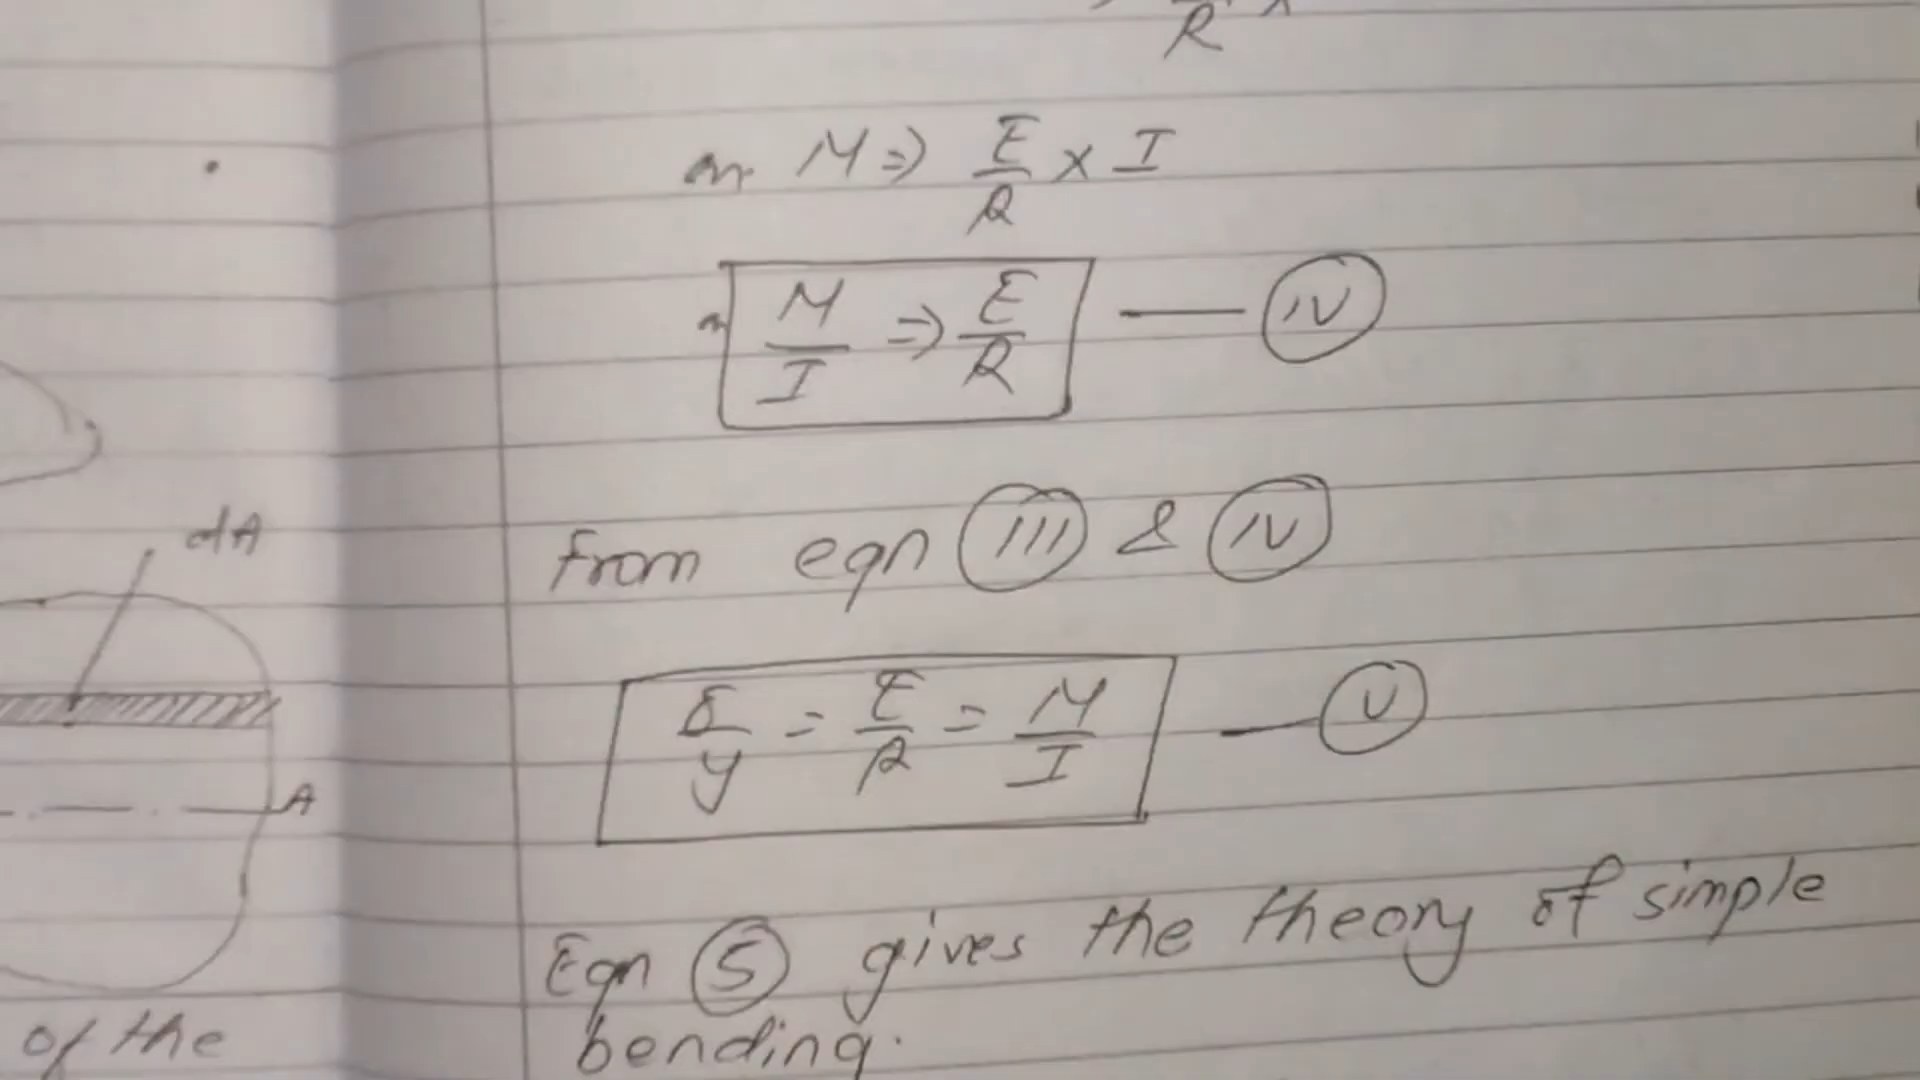 R
or M => E/R × I
M/I => E/R — IV
from eqn III & IV
σ/y = E/R = M/I — V
Eqn 5 gives the theory of simple
bending.
dA
A
of the